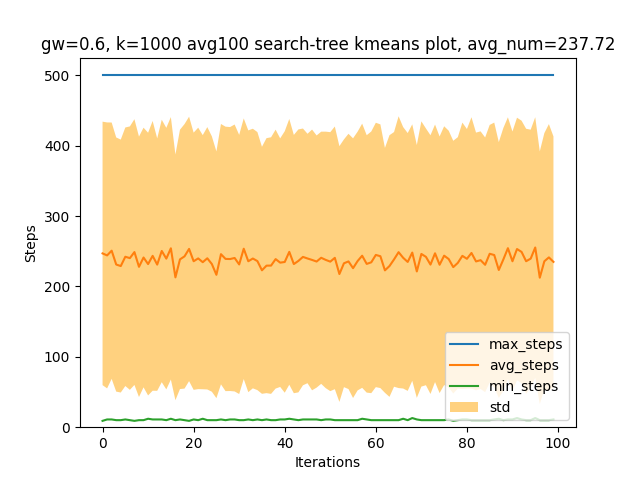 gw=0.6, k=1000 avg100 search-tree kmeans plot, avg_num=237.72
500
400
300
200
100
0
Steps
max_steps
avg_steps
min_steps
std
0 20 40 60 80 100
Iterations